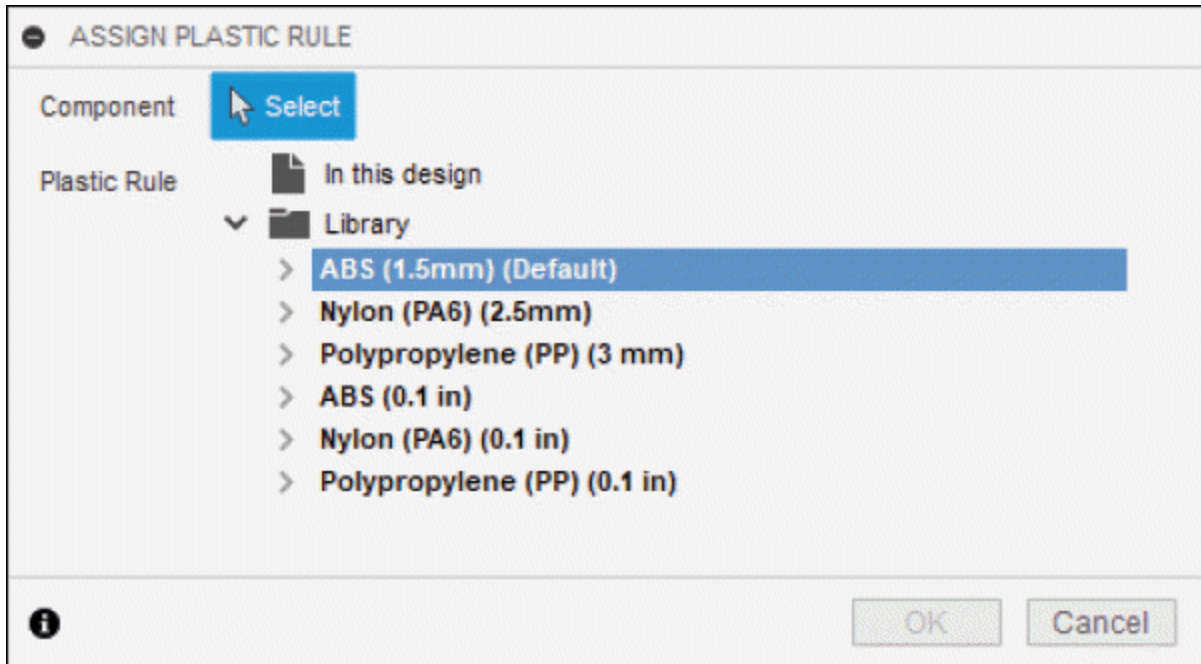 ASSIGN PLASTIC RULE
Component Select
Plastic Rule In this design
Library
ABS (1.5mm) (Default)
Nylon (PA6) (2.5mm)
Polypropylene (PP) (3 mm)
ABS (0.1 in)
Nylon (PA6) (0.1 in)
Polypropylene (PP) (0.1 in)
OK Cancel